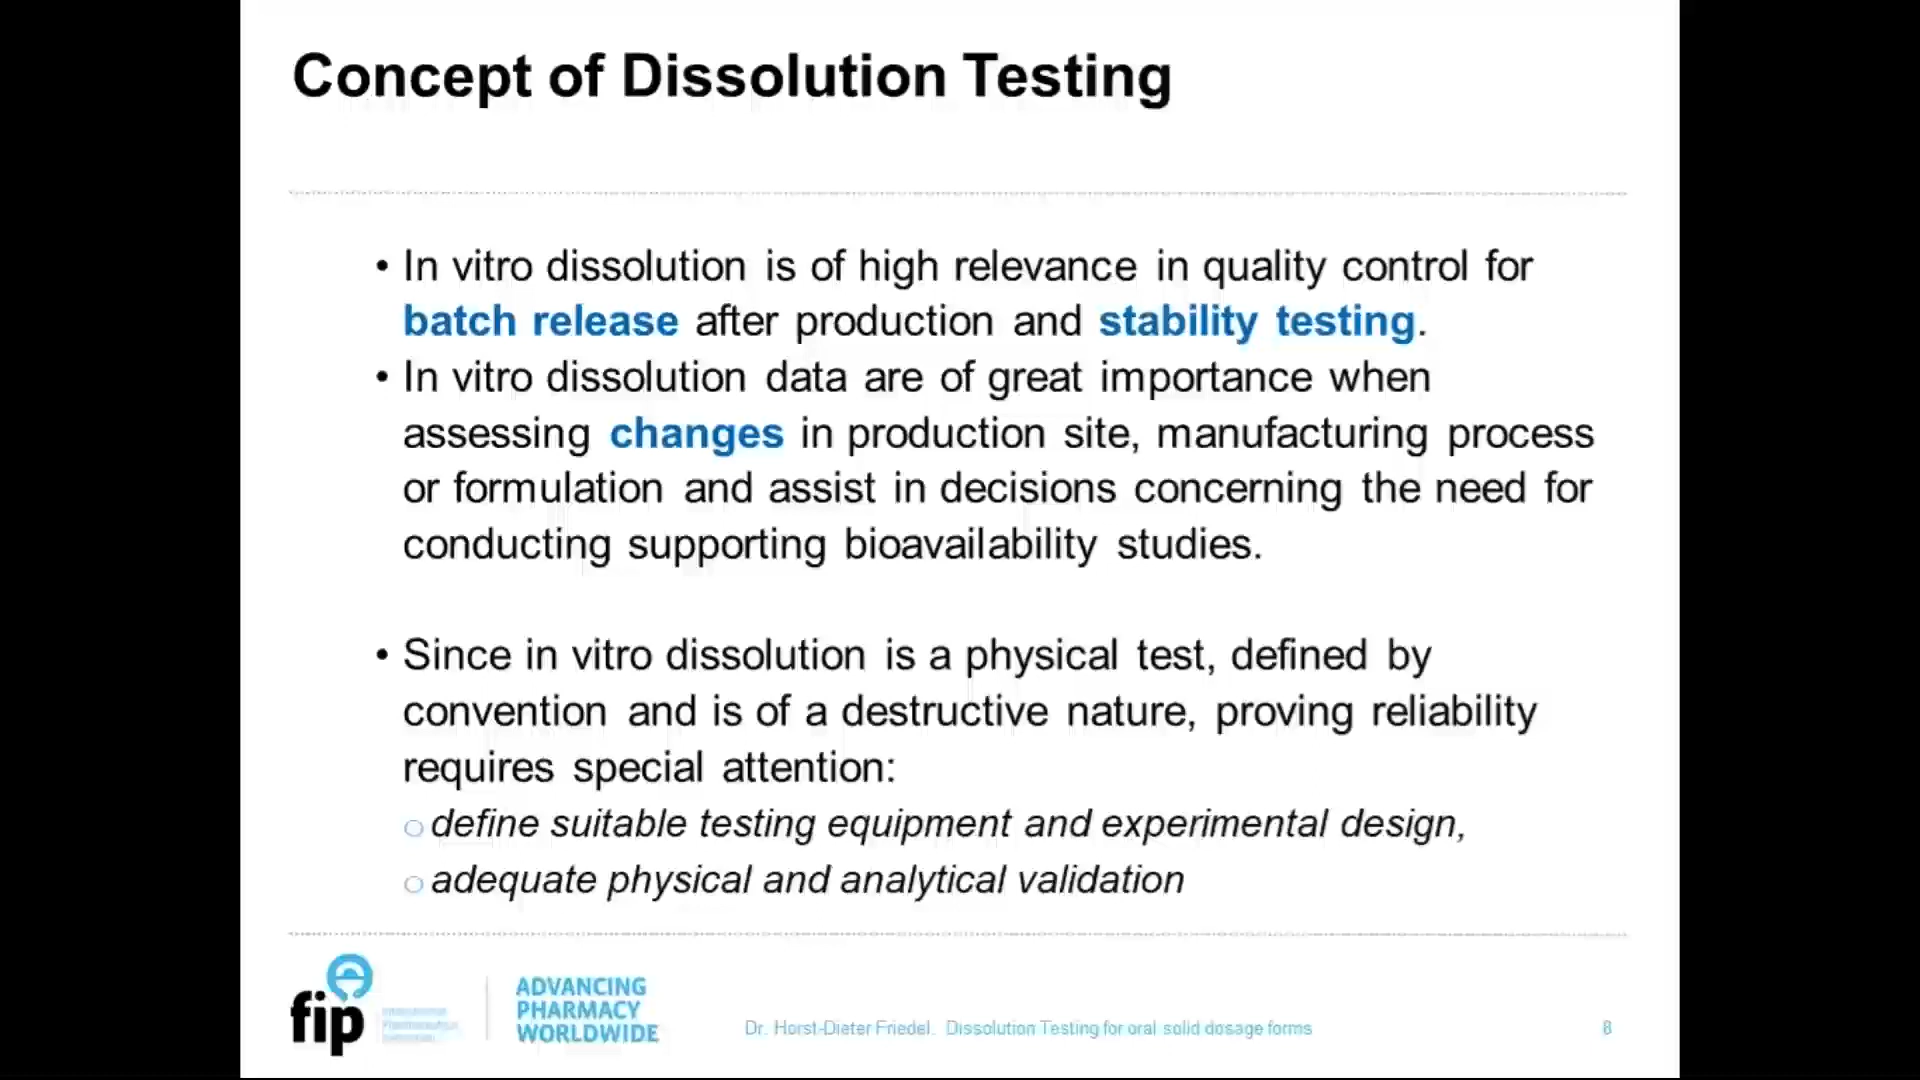 Concept of Dissolution Testing
• In vitro dissolution is of high relevance in quality control for
batch release after production and stability testing.
• In vitro dissolution data are of great importance when
assessing changes in production site, manufacturing process
or formulation and assist in decisions concerning the need for
conducting supporting bioavailability studies.
• Since in vitro dissolution is a physical test, defined by
convention and is of a destructive nature, proving reliability
requires special attention:
o define suitable testing equipment and experimental design,
o adequate physical and analytical validation
fip
ADVANCING
PHARMACY
WORLDWIDE
Dr. Horst-Dieter Friedel. Dissolution Testing for oral solid dosage forms
8